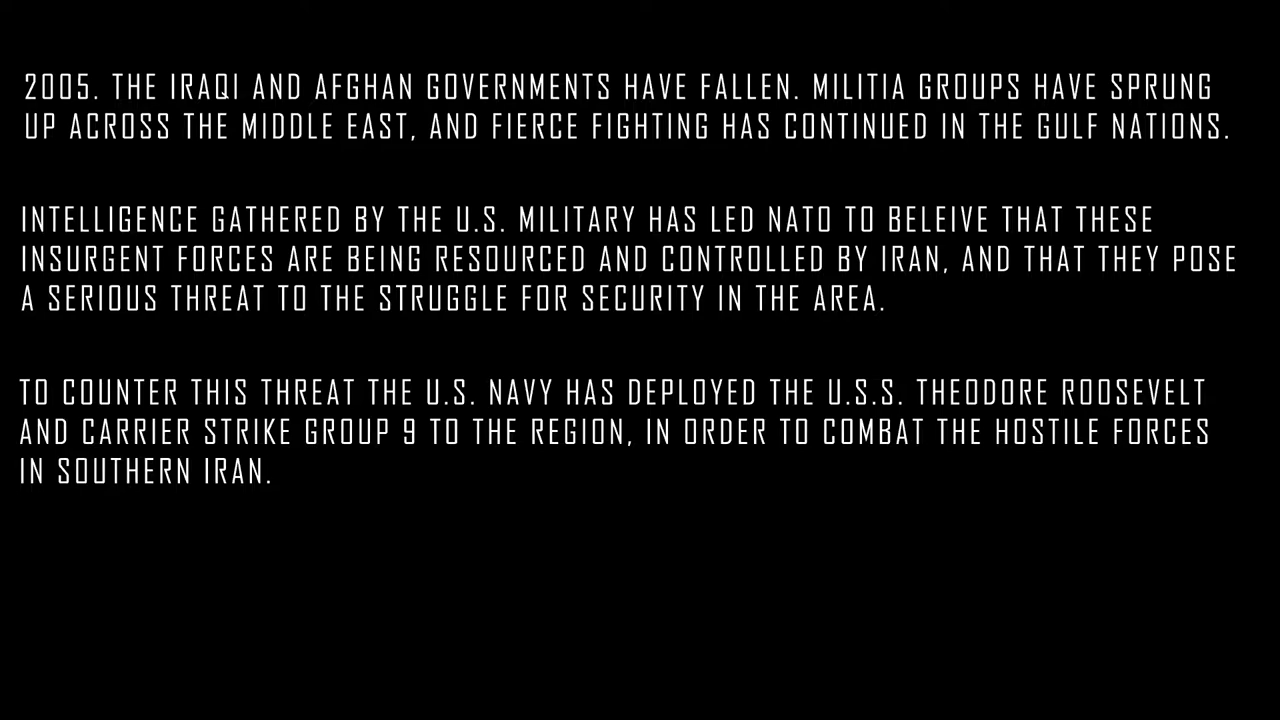 2005. THE IRAQI AND AFGHAN GOVERNMENTS HAVE FALLEN. MILITIA GROUPS HAVE SPRUNG
UP ACROSS THE MIDDLE EAST, AND FIERCE FIGHTING HAS CONTINUED IN THE GULF NATIONS.
INTELLIGENCE GATHERED BY THE U.S. MILITARY HAS LED NATO TO BELEIVE THAT THESE
INSURGENT FORCES ARE BEING RESOURCED AND CONTROLLED BY IRAN, AND THAT THEY POSE
A SERIOUS THREAT TO THE STRUGGLE FOR SECURITY IN THE AREA.
TO COUNTER THIS THREAT THE U.S. NAVY HAS DEPLOYED THE U.S.S. THEODORE ROOSEVELT
AND CARRIER STRIKE GROUP 9 TO THE REGION, IN ORDER TO COMBAT THE HOSTILE FORCES
IN SOUTHERN IRAN.